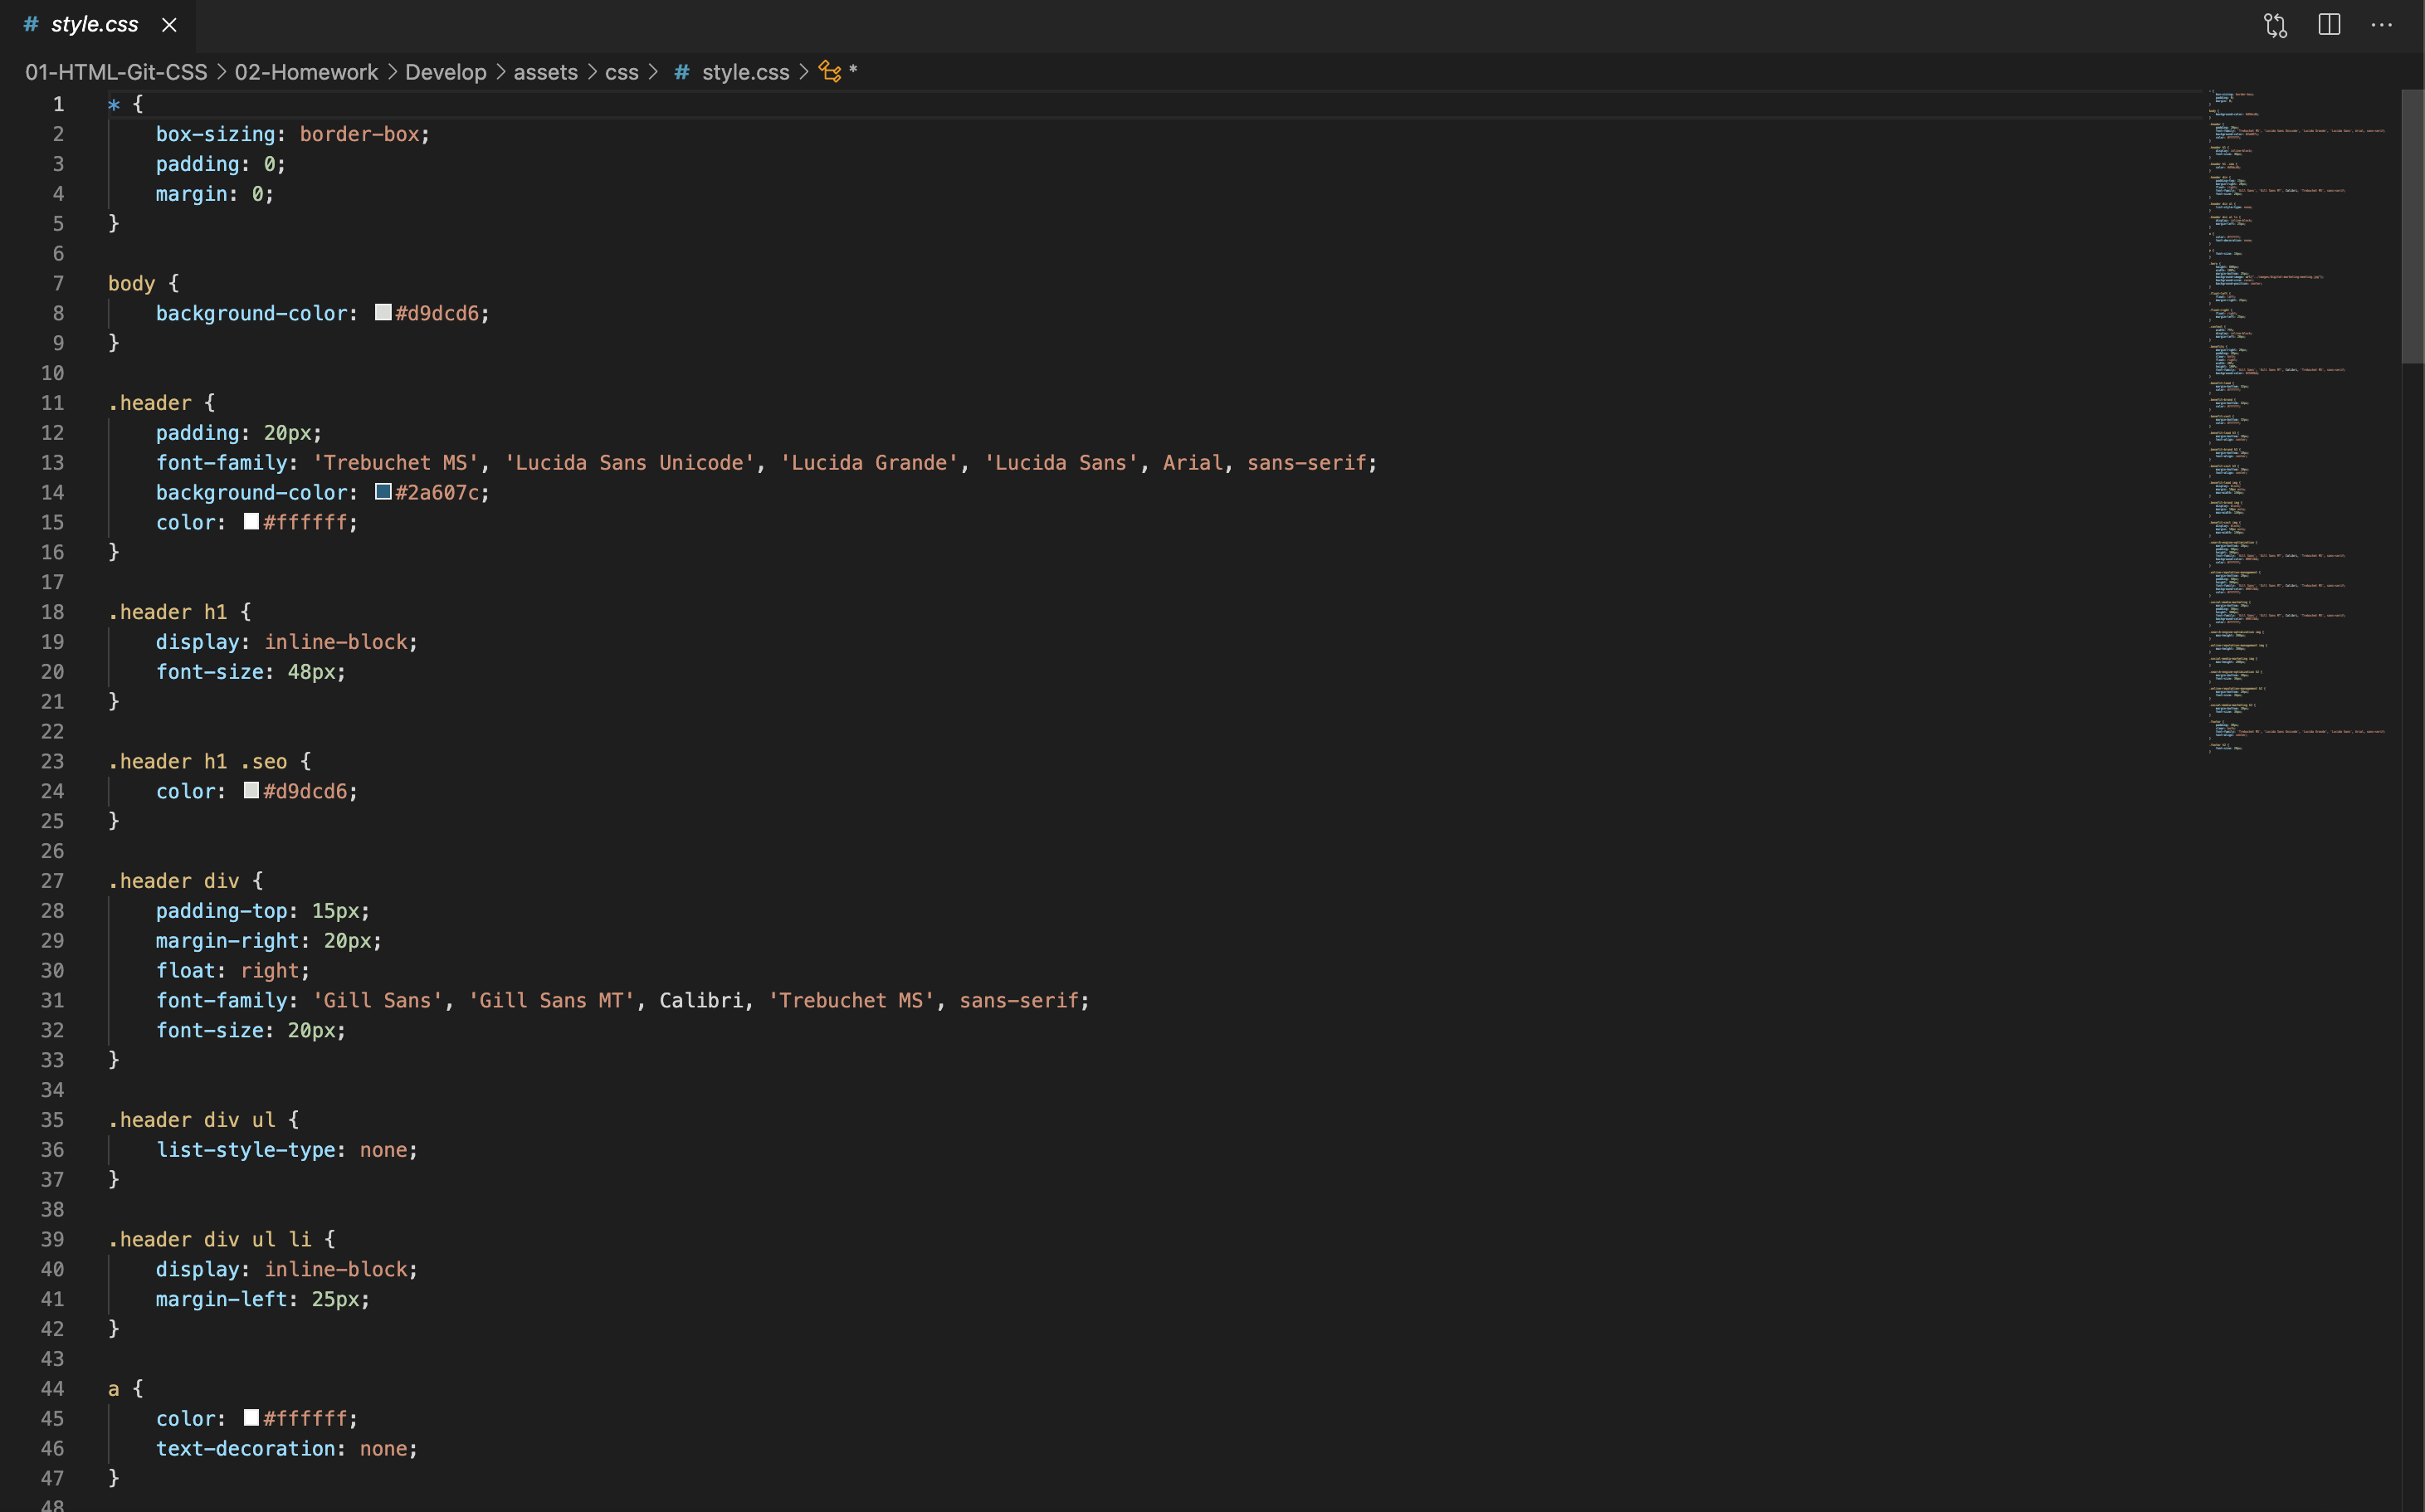 # style.css ×
01-HTML-Git-CSS > 02-Homework > Develop > assets > css > # style.css > *
1 * {
2     box-sizing: border-box;
3     padding: 0;
4     margin: 0;
5 }
6
7 body {
8     background-color: #d9dcd6;
9 }
10
11 .header {
12     padding: 20px;
13     font-family: 'Trebuchet MS', 'Lucida Sans Unicode', 'Lucida Grande', 'Lucida Sans', Arial, sans-serif;
14     background-color: #2a607c;
15     color: #ffffff;
16 }
17
18 .header h1 {
19     display: inline-block;
20     font-size: 48px;
21 }
22
23 .header h1 .seo {
24     color: #d9dcd6;
25 }
26
27 .header div {
28     padding-top: 15px;
29     margin-right: 20px;
30     float: right;
31     font-family: 'Gill Sans', 'Gill Sans MT', Calibri, 'Trebuchet MS', sans-serif;
32     font-size: 20px;
33 }
34
35 .header div ul {
36     list-style-type: none;
37 }
38
39 .header div ul li {
40     display: inline-block;
41     margin-left: 25px;
42 }
43
44 a {
45     color: #ffffff;
46     text-decoration: none;
47 }
48